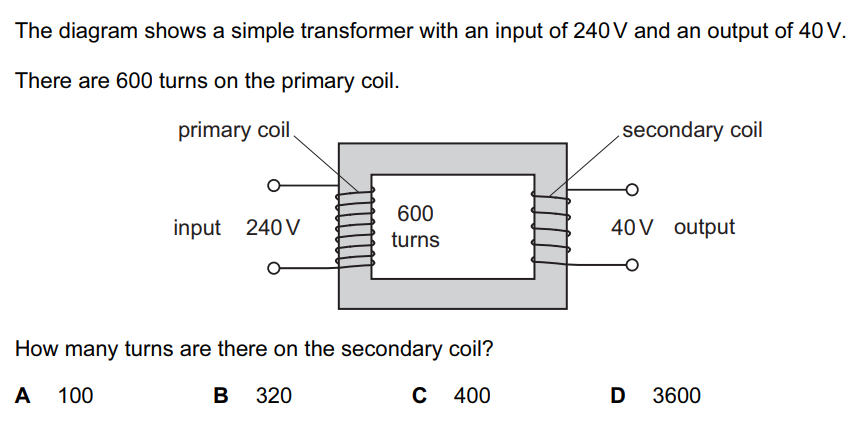 The diagram shows a simple transformer with an input of 240 V and an output of 40 V.
There are 600 turns on the primary coil.
primary coil
secondary coil
input 240 V
600
turns
40 V output
How many turns are there on the secondary coil?
A 100 B 320 C 400 D 3600